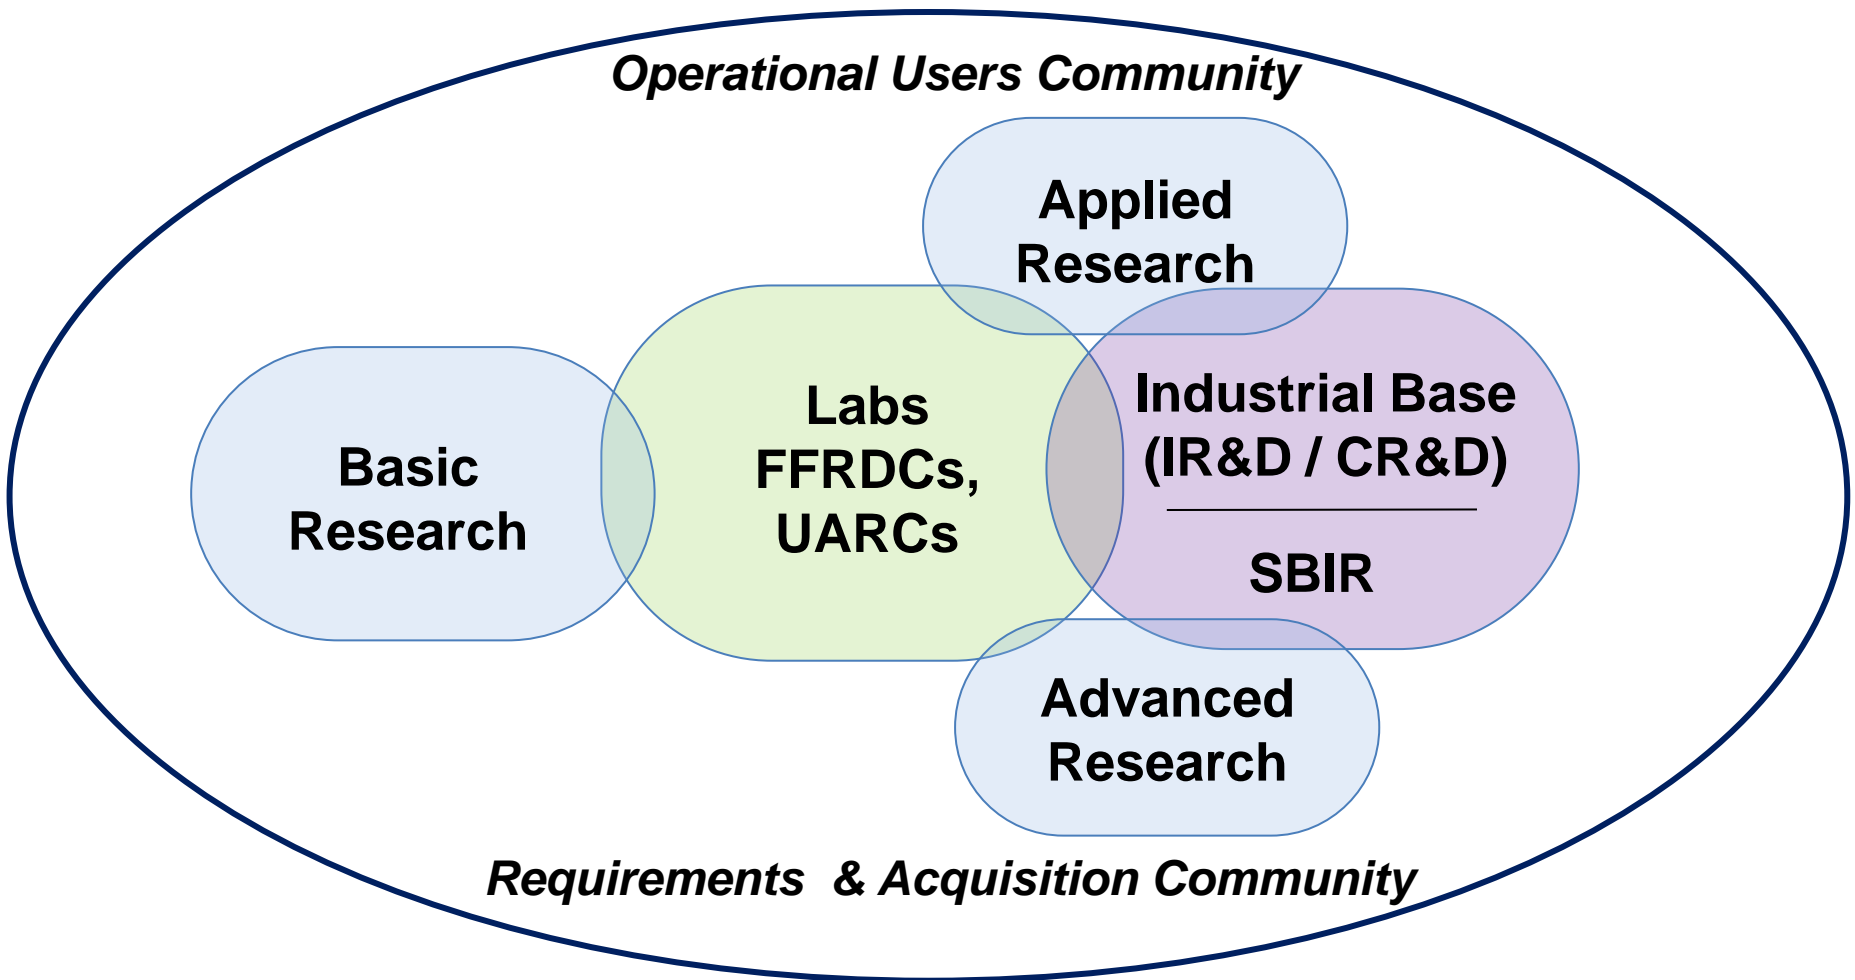 Operational Users Community
Applied
Research
Labs
FFRDCs,
UARCs
Industrial Base
(IR&D / CR&D)
SBIR
Basic
Research
Advanced
Research
Requirements & Acquisition Community